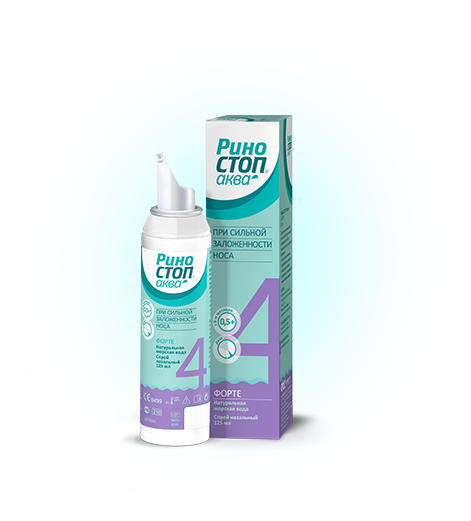 Рино
СТОП®
аква
ПРИ СИЛЬНОЙ
ЗАЛОЖЕННОСТИ
НОСА
0,5+
4
ФОРТЕ
Натуральная
морская вода
Спрей назальный
125 мл
Рино
СТОП®
аква
ПРИ СИЛЬНОЙ
ЗАЛОЖЕННОСТИ
НОСА
4
ФОРТЕ
Натуральная
морская вода
Спрей назальный
125 мл